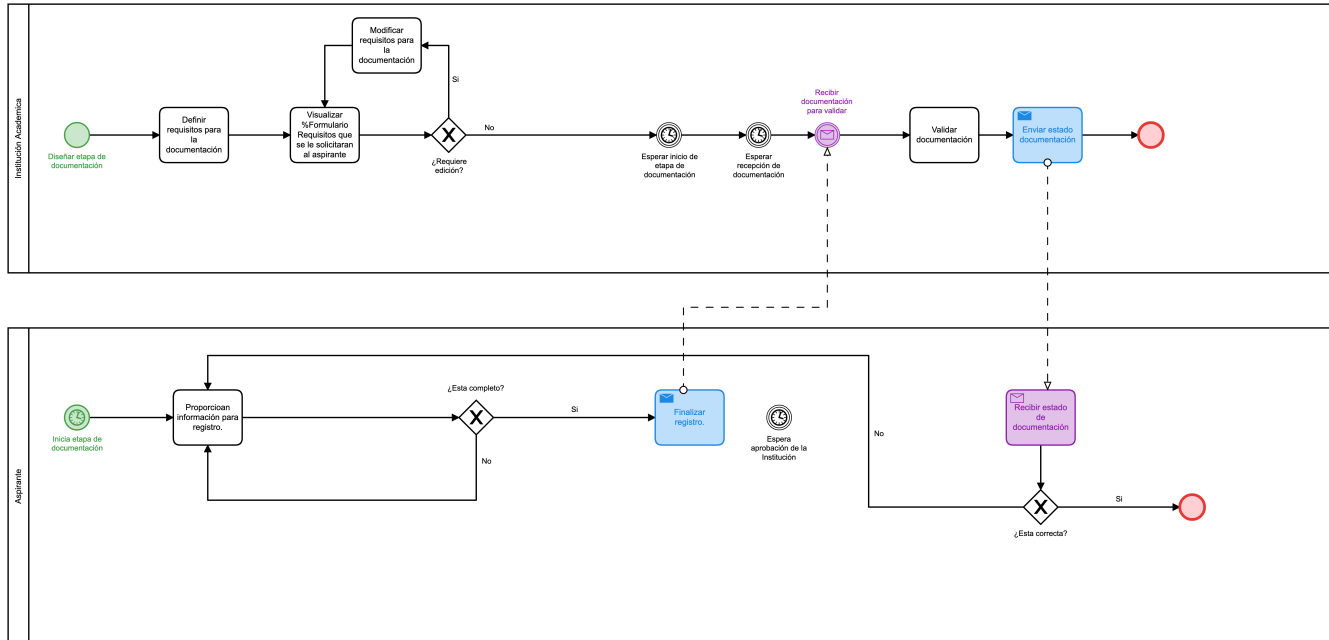 Institución Academica
Modificar
requisitos para
la
documentación
Si
Recibir
documentación
para validar
Definir
requisitos para
la
documentación
Visualizar
%Formulario
Requisitos que
se le solicitaran
al aspirante
No
Validar
documentación
Enviar estado
documentación
Diseñar etapa de
documentación
¿Requiere
edición?
Esperar inicio de
etapa de
documentación
Esperar
recepción de
documentación
Aspirante
¿Esta completo?
Proporcioan
información para
registro.
Si
Finalizar
registro.
Recibir estado
de
documentación
Inicia etapa de
documentación
No
Espera
aprobación de la
Institución
No
Si
¿Esta correcta?